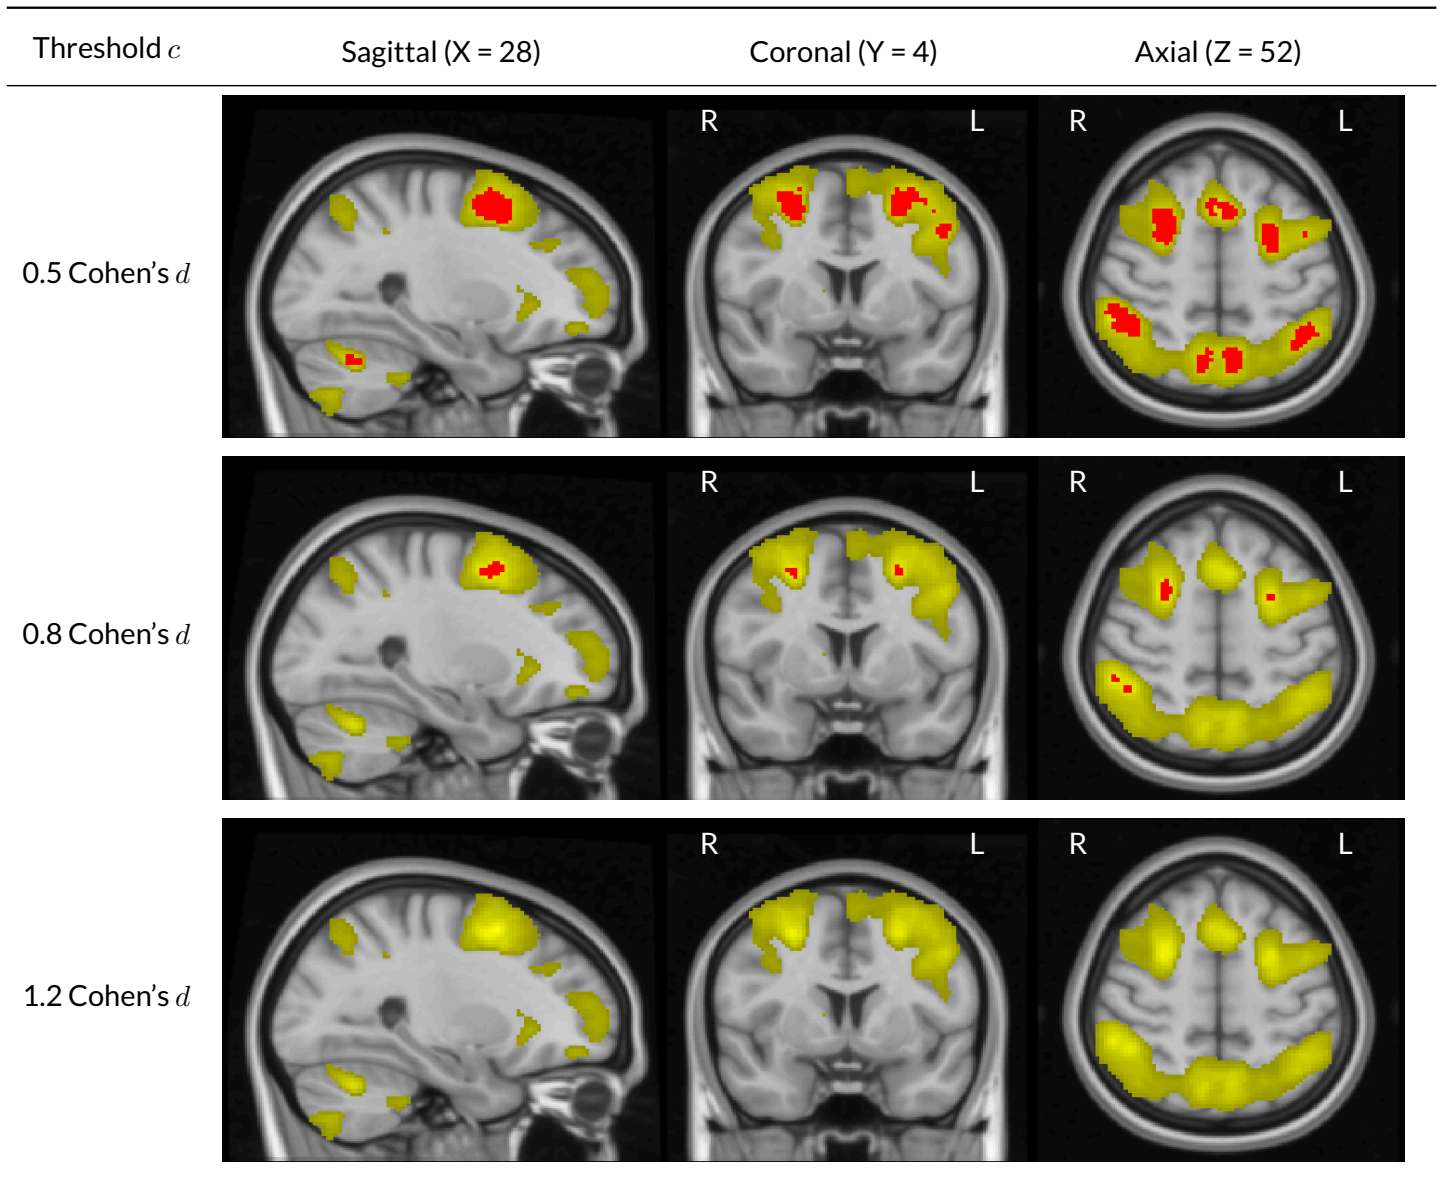 Threshold c Sagittal (X = 28) Coronal (Y = 4) Axial (Z = 52)
R L R L
0.5 Cohen's d
R L R L
0.8 Cohen's d
R L R L
1.2 Cohen's d